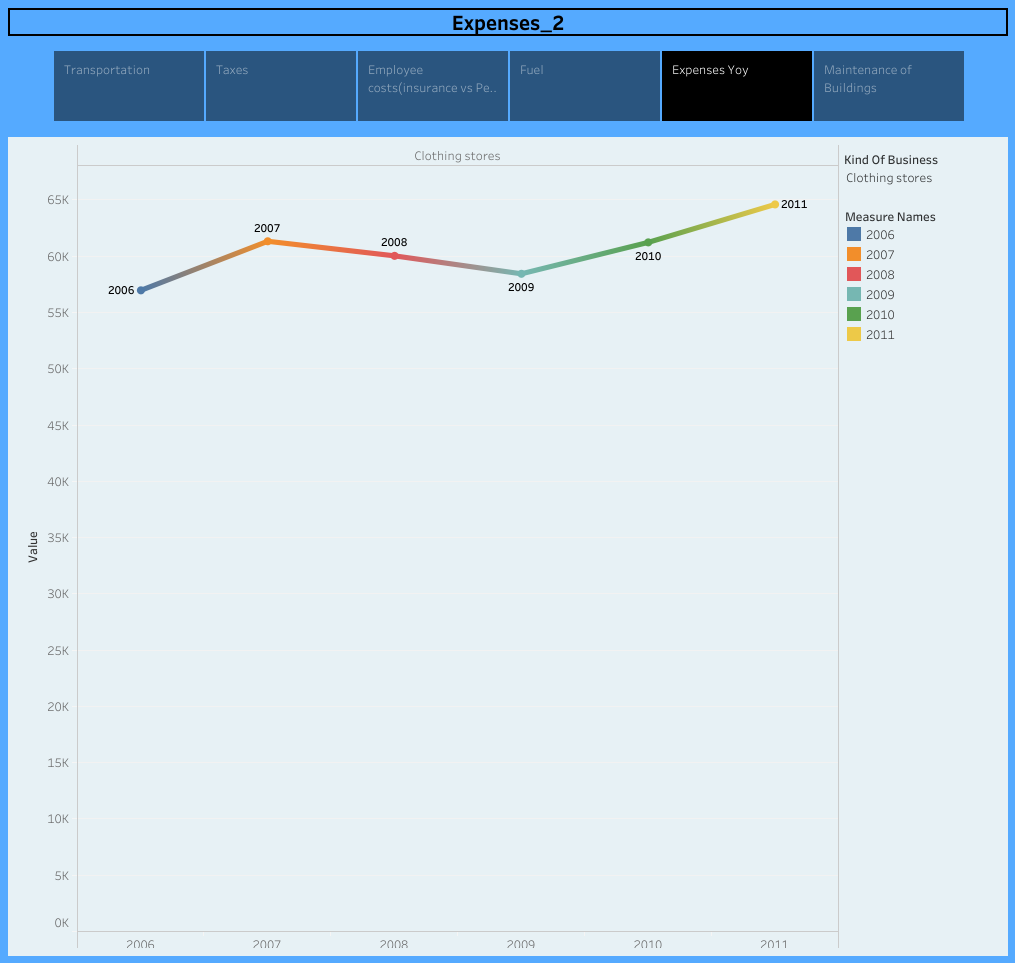 Expenses_2
Transportation
Taxes
Employee
costs(insurance vs Pe..
Fuel
Expenses Yoy
Maintenance of
Buildings
Clothing stores
65K
60K
55K
50K
45K
40K
35K
30K
25K
20K
15K
10K
5K
0K
Value
2006
2007
2008
2009
2010
2011
2006
2007
2008
2009
2010
2011
Kind Of Business
Clothing stores
Measure Names
2006
2007
2008
2009
2010
2011